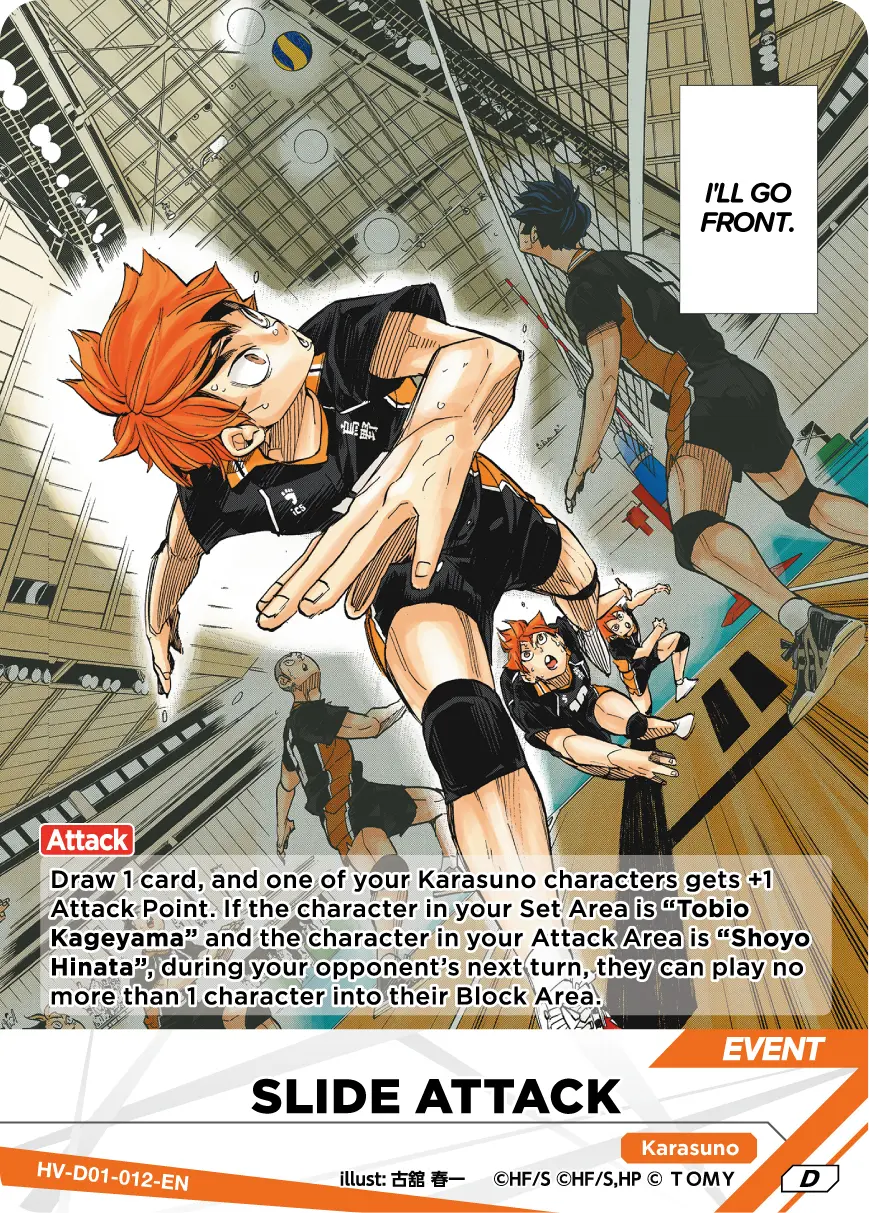 I'LL GO
FRONT.
烏野
Attack
Draw 1 card, and one of your Karasuno characters gets +1
Attack Point. If the character in your Set Area is “Tobio
Kageyama” and the character in your Attack Area is “Shoyo
Hinata”, during your opponent’s next turn, they can play no
more than 1 character into their Block Area.
EVENT
SLIDE ATTACK
Karasuno
HV-D01-012-EN
illust: 古舘 春一 ©HF/S ©HF/S,HP © TOMY
D